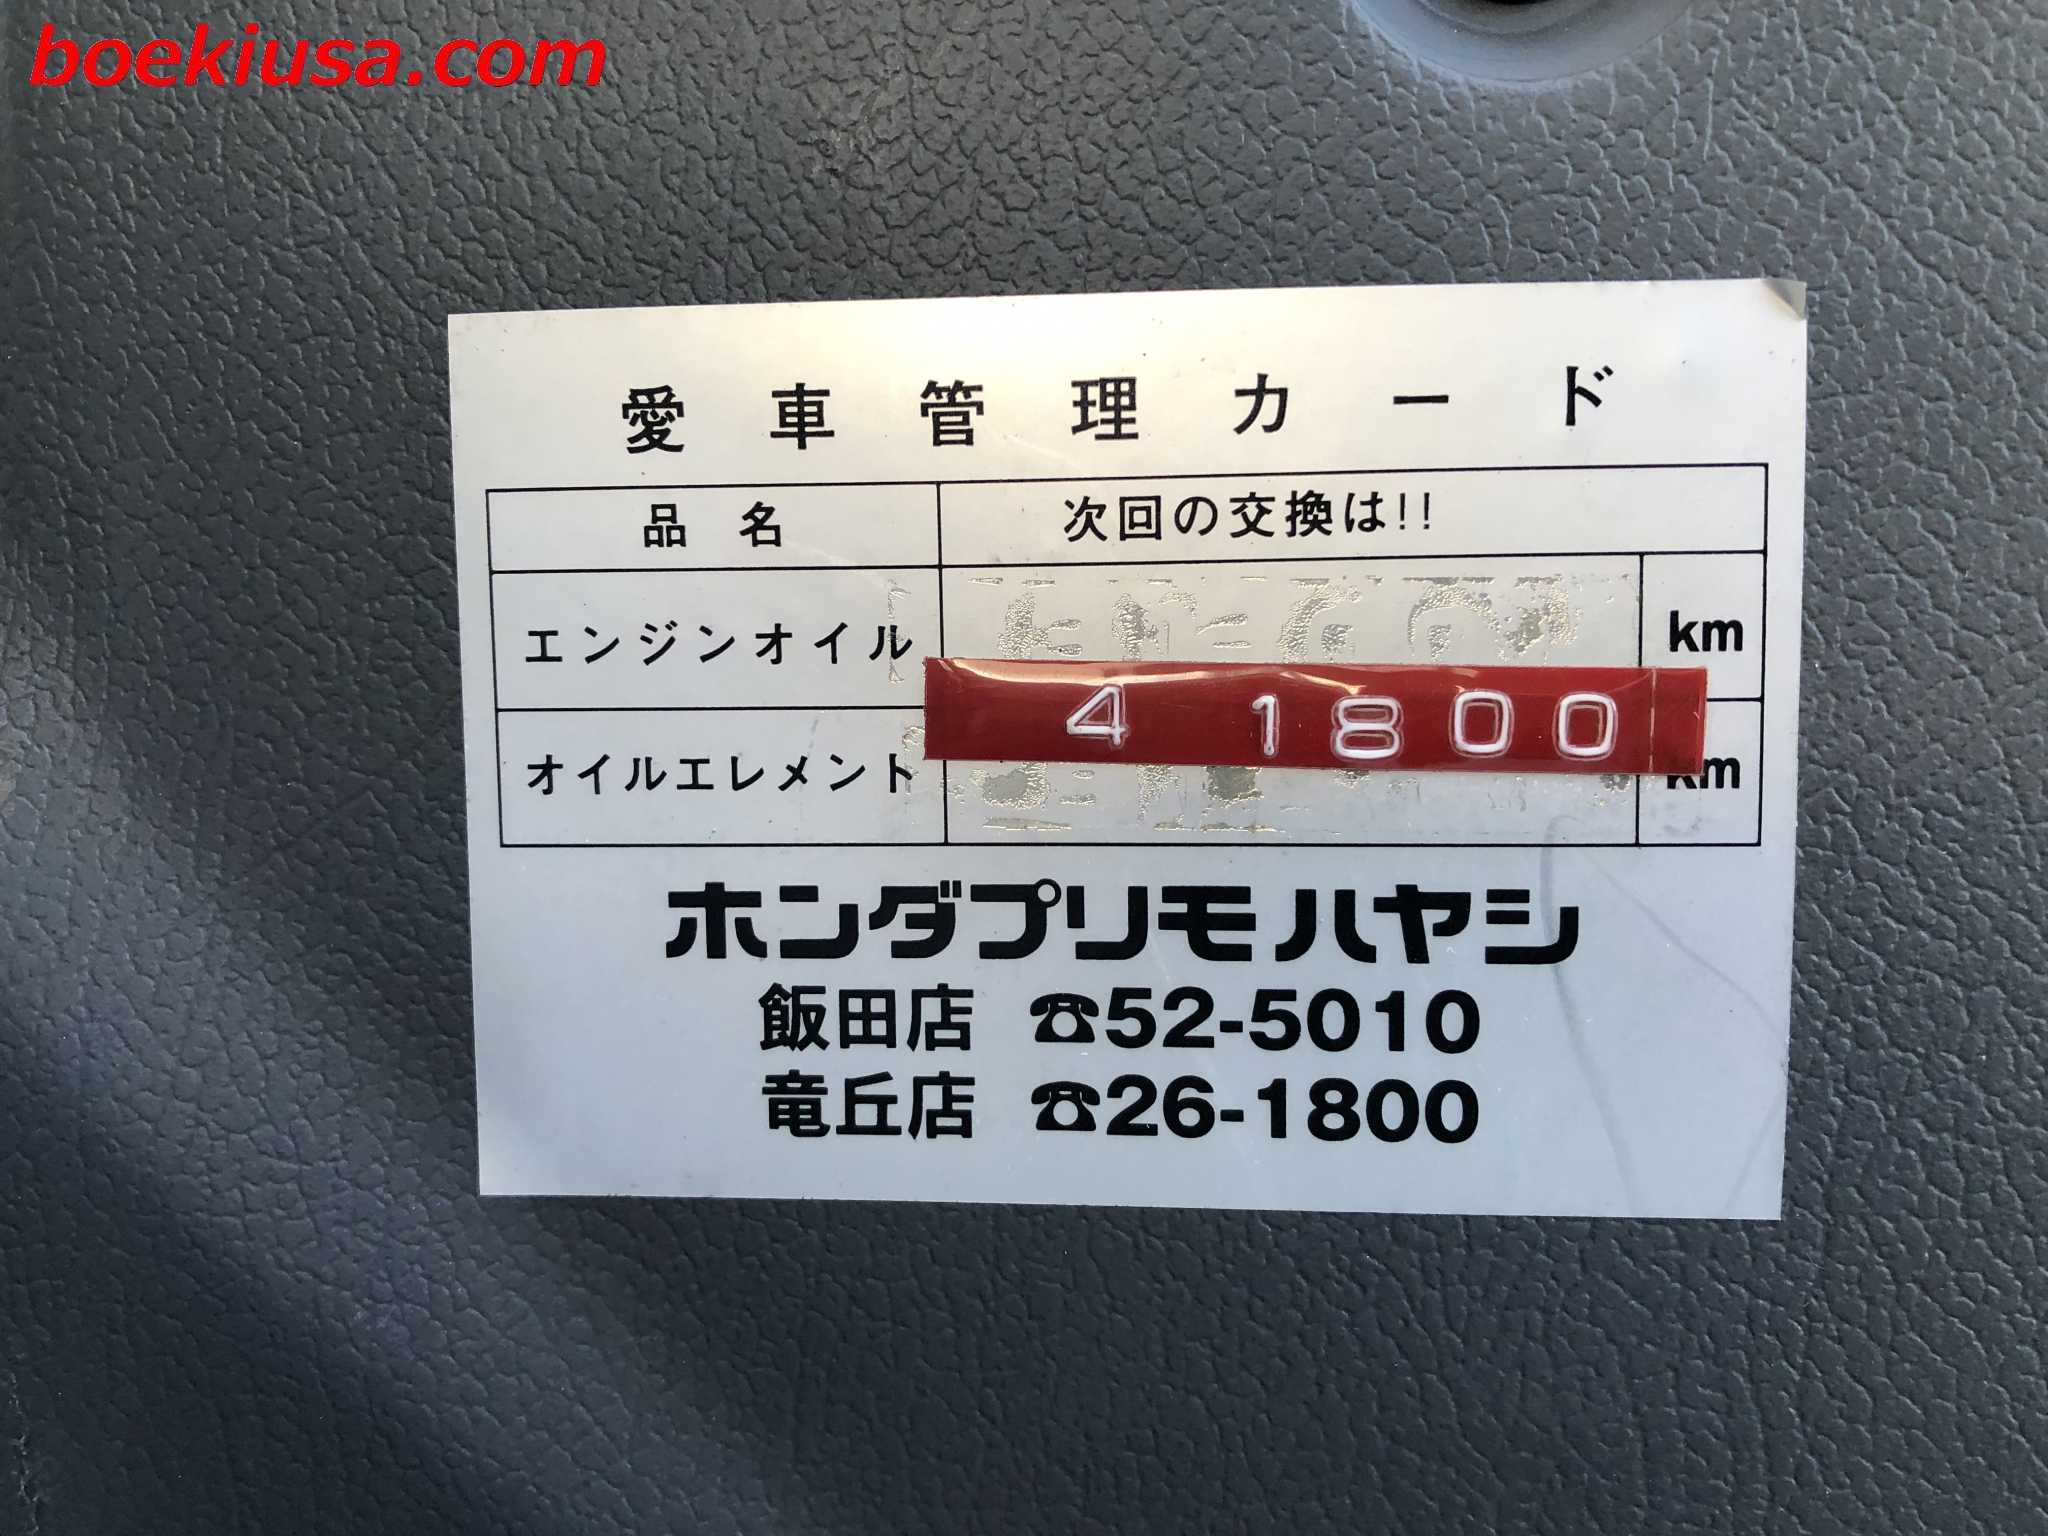 boekiusa.com
愛車管理カード
品名 次回の交換は!!
エンジンオイル km
4 1800
オイルエレメント km
ホンダプリモハヤシ
飯田店 ☎52-5010
竜丘店 ☎26-1800